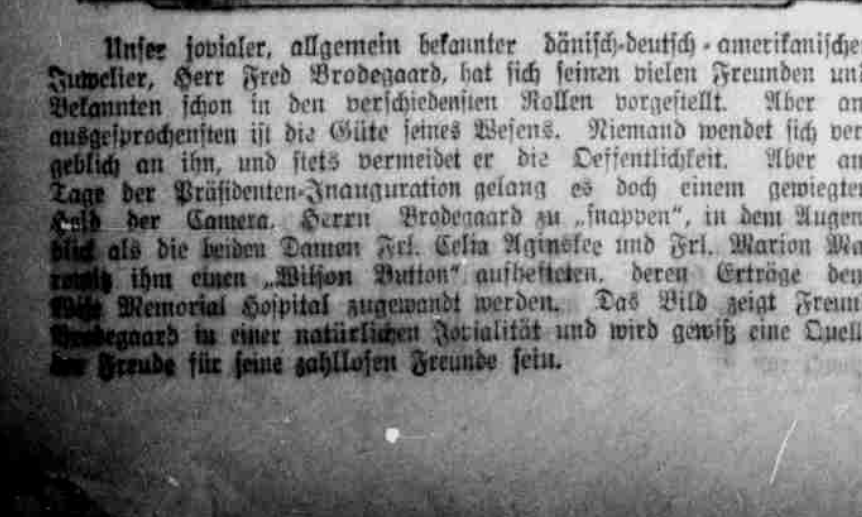 Unser jovialer, allgemein bekannter dänisch-deutsch-amerikanische
Juwelier, Herr Fred Brodegaard, hat sich seinen vielen Freunden und
Bekannten schon in den verschiedensten Rollen vorgestellt. Aber am
ausgesprochensten ist die Güte seines Wesens. Niemand wendet sich ver
geblich an ihn, und stets vermeidet er die Oeffentlichkeit. Aber am
Tage der Präsidenten-Inauguration gelang es doch einem gewiegten
Held der Camera, Herrn Brodegaard zu „snappen“, in dem Augen
blick als die beiden Damen Frl. Celia Aginskee und Frl. Marion Ma
ihm einen „Wilson Button“ aufhefteten, deren Erträge dem
Wise Memorial Hospital zugewandt werden. Das Bild zeigt Freund
Brodegaard in einer natürlichen Jovialität und wird gewiß eine Quelle
der Freude für seine zahllosen Freunde sein.